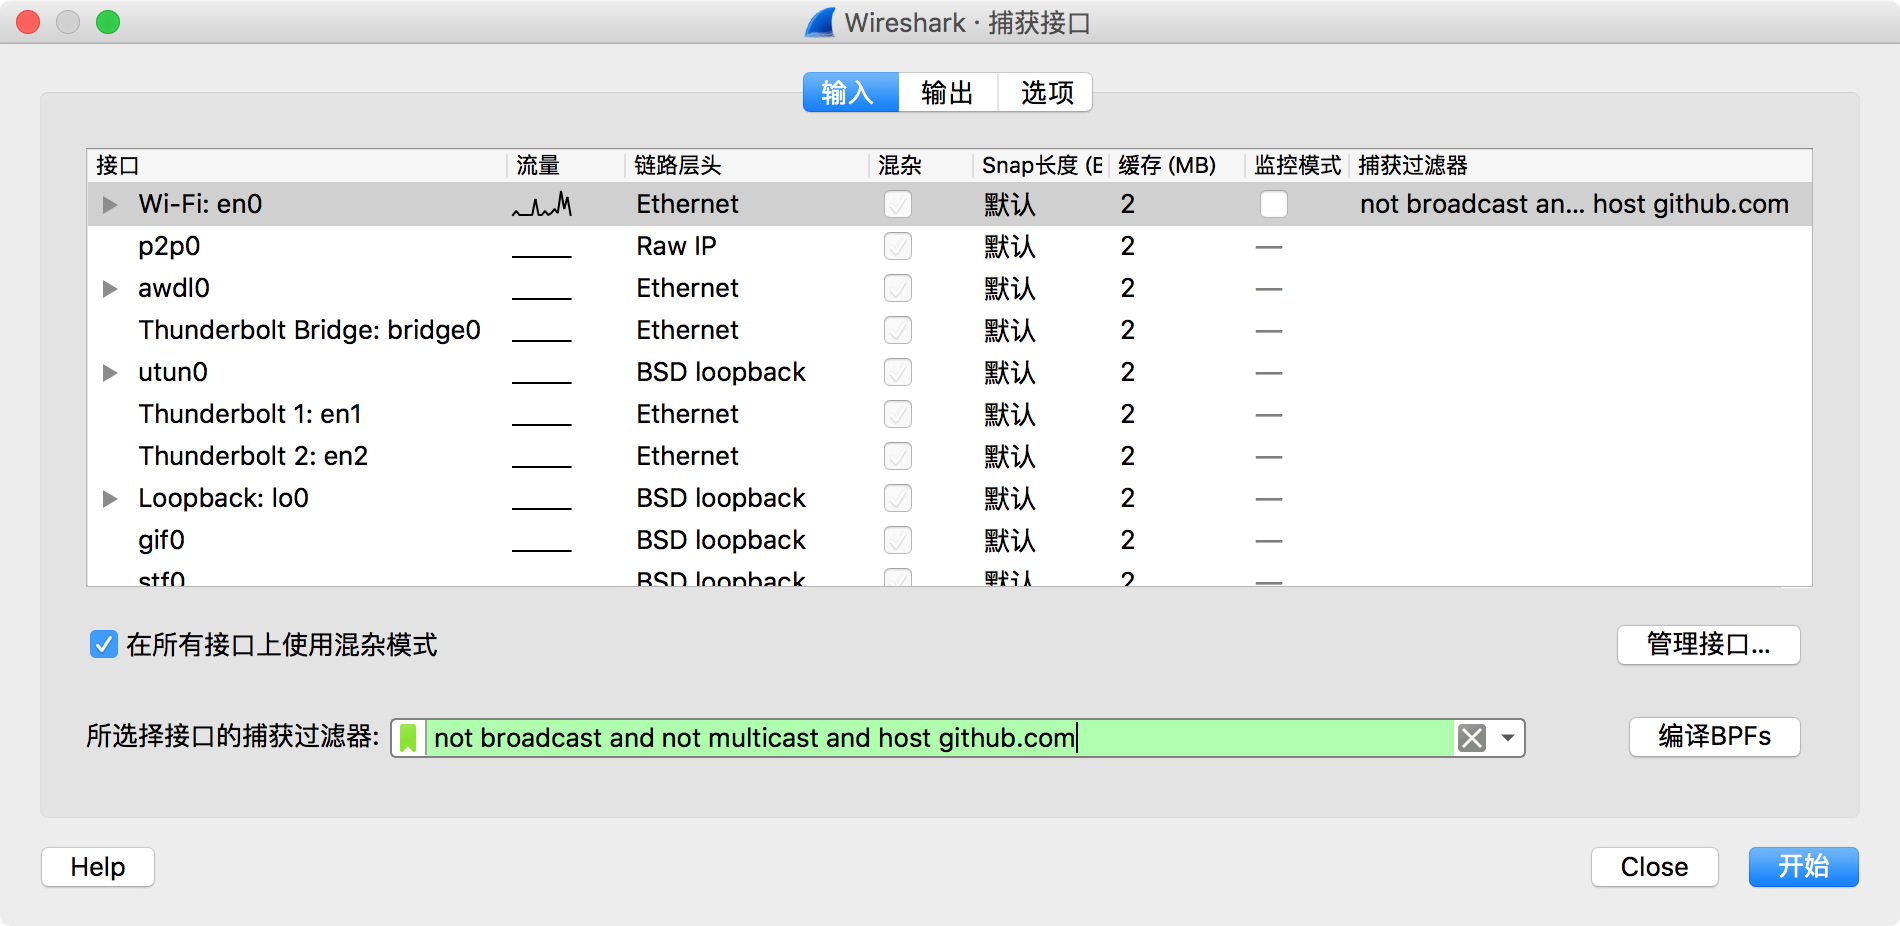 Wireshark · 捕获接口
输入 输出 选项
接口 流量 链路层头 混杂 Snap长度 (B 缓存 (MB) 监控模式 捕获过滤器
Wi-Fi: en0 Ethernet 默认 2 not broadcast an... host github.com
p2p0 Raw IP 默认 2 —
awdl0 Ethernet 默认 2 —
Thunderbolt Bridge: bridge0 Ethernet 默认 2 —
utun0 BSD loopback 默认 2 —
Thunderbolt 1: en1 Ethernet 默认 2 —
Thunderbolt 2: en2 Ethernet 默认 2 —
Loopback: lo0 BSD loopback 默认 2 —
gif0 BSD loopback 默认 2 —
stf0 BSD loopback 默认 2 —
在所有接口上使用混杂模式 管理接口...
所选择接口的捕获过滤器: not broadcast and not multicast and host github.com 编译BPFs
Help Close 开始